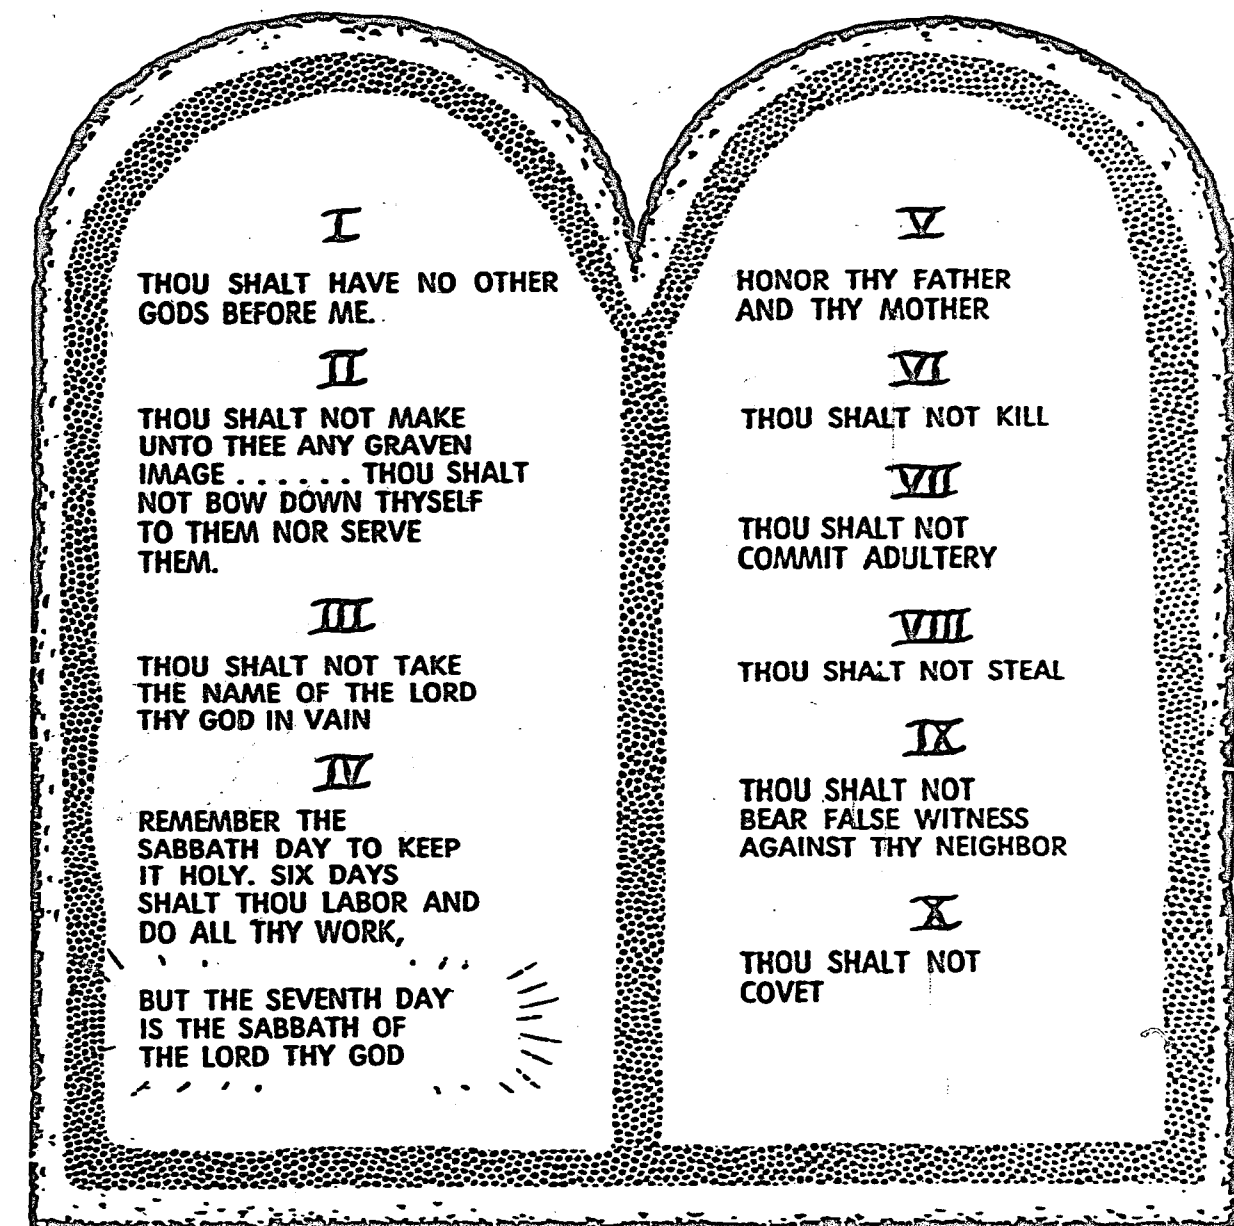 I
THOU SHALT HAVE NO OTHER
GODS BEFORE ME.
II
THOU SHALT NOT MAKE
UNTO THEE ANY GRAVEN
IMAGE . . . . . . THOU SHALT
NOT BOW DOWN THYSELF
TO THEM NOR SERVE
THEM.
III
THOU SHALT NOT TAKE
THE NAME OF THE LORD
THY GOD IN VAIN
IV
REMEMBER THE
SABBATH DAY TO KEEP
IT HOLY. SIX DAYS
SHALT THOU LABOR AND
DO ALL THY WORK,
BUT THE SEVENTH DAY
IS THE SABBATH OF
THE LORD THY GOD
V
HONOR THY FATHER
AND THY MOTHER
VI
THOU SHALT NOT KILL
VII
THOU SHALT NOT
COMMIT ADULTERY
VIII
THOU SHALT NOT STEAL
IX
THOU SHALT NOT
BEAR FALSE WITNESS
AGAINST THY NEIGHBOR
X
THOU SHALT NOT
COVET